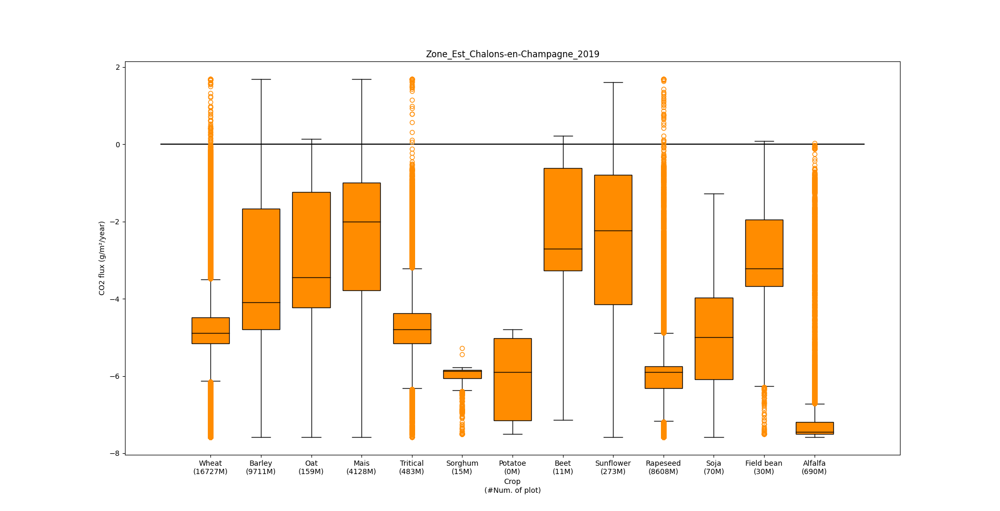 Zone_Est_Chalons-en-Champagne_2019
CO2 flux (g/m²/year)
2
0
−2
−4
−6
−8
Wheat Barley Oat Mais Tritical Sorghum Potatoe Beet Sunflower Rapeseed Soja Field bean Alfalfa
(16727M) (9711M) (159M) (4128M) (483M) (15M) (0M) (11M) (273M) (8608M) (70M) (30M) (690M)
Crop
(#Num. of plot)